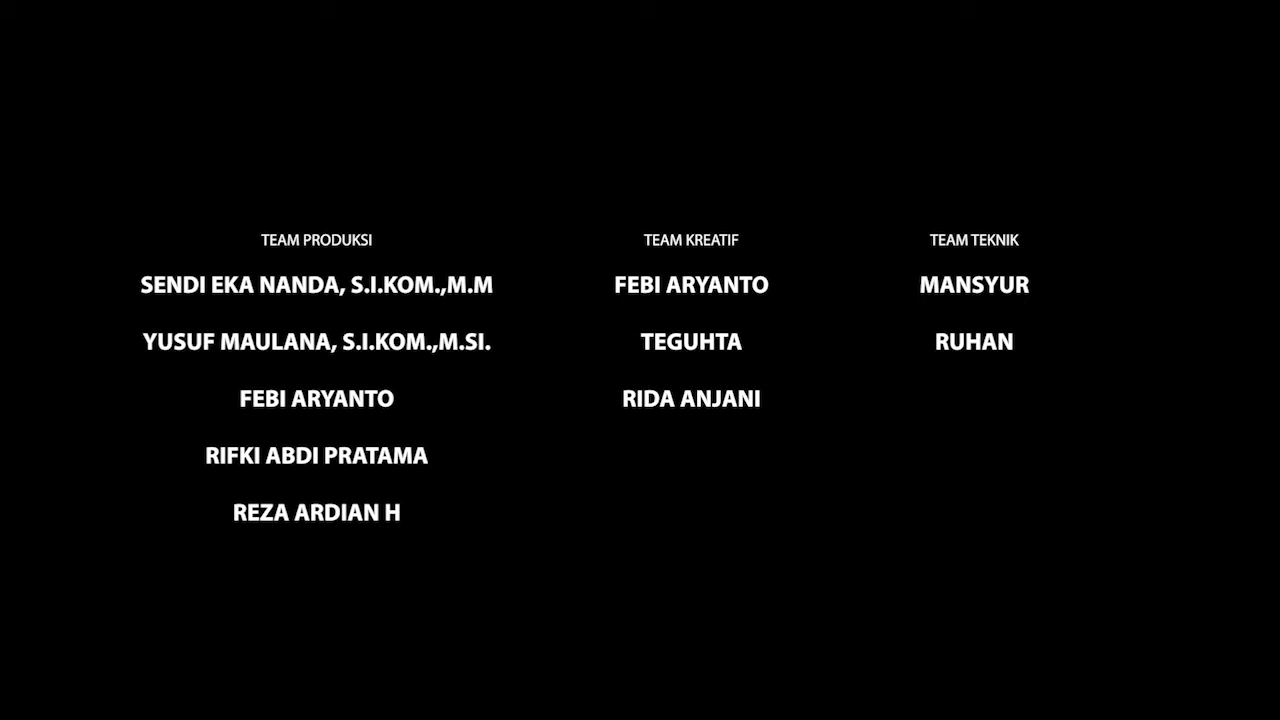 TEAM PRODUKSI
SENDI EKA NANDA, S.I.KOM.,M.M
YUSUF MAULANA, S.I.KOM.,M.SI.
FEBI ARYANTO
RIFKI ABDI PRATAMA
REZA ARDIAN H
TEAM KREATIF
FEBI ARYANTO
TEGUHTA
RIDA ANJANI
TEAM TEKNIK
MANSYUR
RUHAN